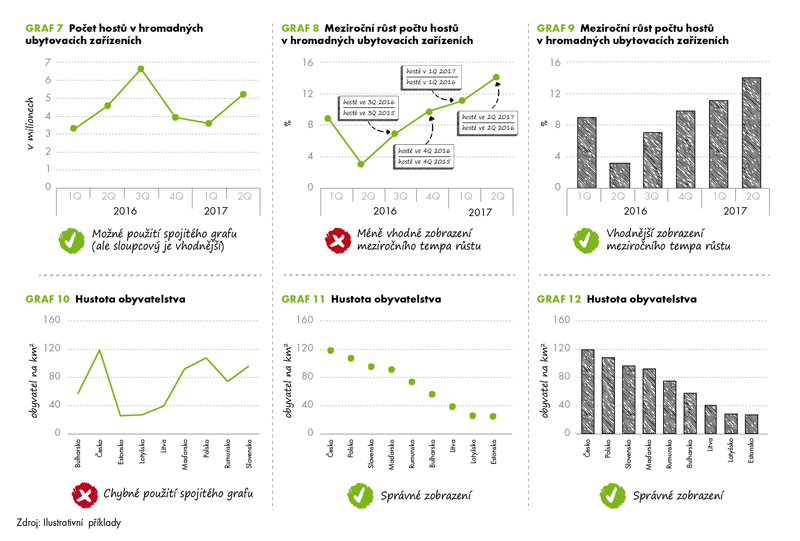 GRAF 7 Počet hostů v hromadných
ubytovacích zařízeních
v milionech
7
6
5
4
3
2
1
0
1Q 2Q 3Q 4Q 1Q 2Q
2016 2017
Možné použití spojitého grafu
(ale sloupcový je vhodnější)
GRAF 8 Meziroční růst počtu hostů
v hromadných ubytovacích zařízeních
%
16
12
8
4
0
hosté v 1Q 2017
hosté v 1Q 2016
hosté ve 3Q 2016
hosté ve 3Q 2015
hosté ve 2Q 2017
hosté ve 2Q 2016
hosté ve 4Q 2016
hosté ve 4Q 2015
1Q 2Q 3Q 4Q 1Q 2Q
2016 2017
Méně vhodné zobrazení
meziročního tempa růstu
GRAF 9 Meziroční růst počtu hostů
v hromadných ubytovacích zařízeních
%
16
12
8
4
0
1Q 2Q 3Q 4Q 1Q 2Q
2016 2017
Vhodnější zobrazení
meziročního tempa růstu
GRAF 10 Hustota obyvatelstva
obyvatel na km²
160
120
80
40
0
Bulharsko
Česko
Estonsko
Lotyšsko
Litva
Maďarsko
Polsko
Rumunsko
Slovensko
Chybné použití spojitého grafu
GRAF 11 Hustota obyvatelstva
obyvatel na km²
160
120
80
40
0
Česko
Polsko
Slovensko
Maďarsko
Rumunsko
Bulharsko
Litva
Lotyšsko
Estonsko
Správné zobrazení
GRAF 12 Hustota obyvatelstva
obyvatel na km²
160
120
80
40
0
Česko
Polsko
Slovensko
Maďarsko
Rumunsko
Bulharsko
Litva
Lotyšsko
Estonsko
Správné zobrazení
Zdroj: Ilustrativní příklady